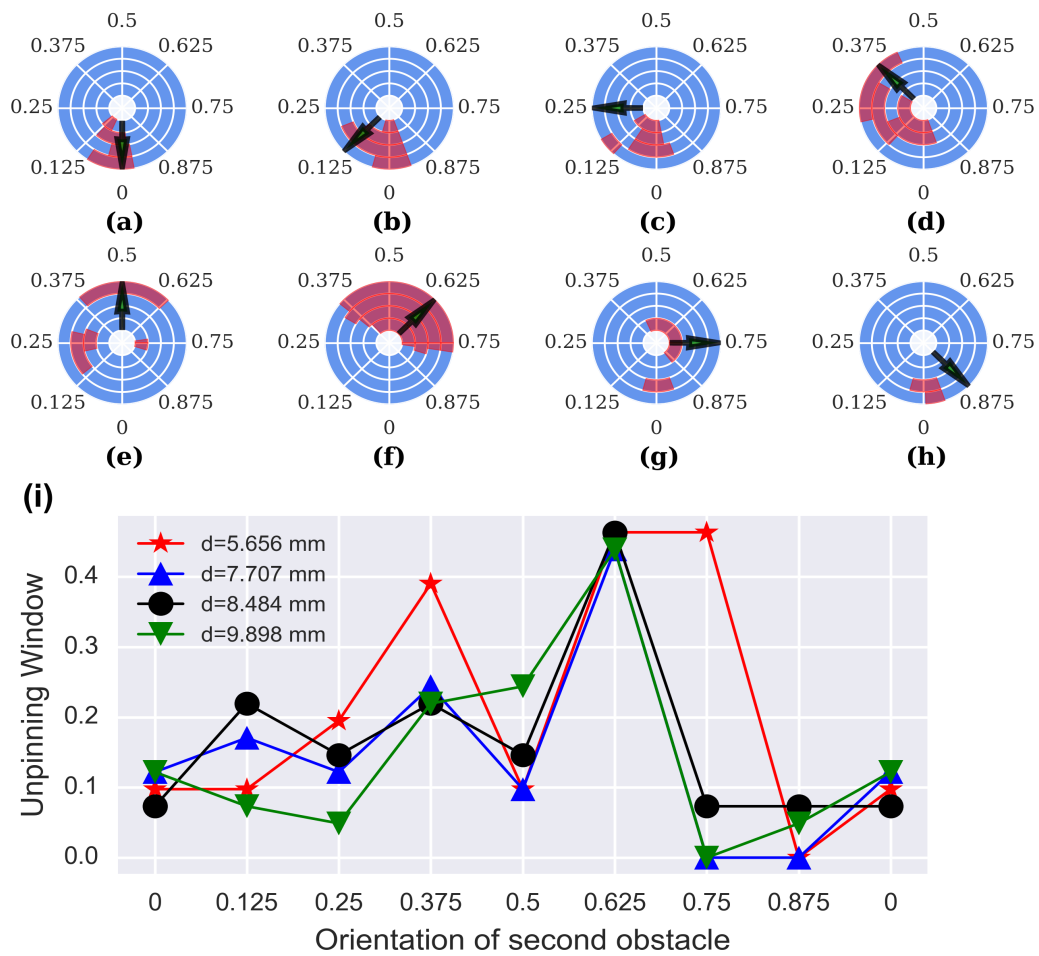 0.5 0.5 0.5 0.5
0.375 0.625 0.375 0.625 0.375 0.625 0.375 0.625
0.25 0.75 0.25 0.75 0.25 0.75 0.25 0.75
0.125 0.875 0.125 0.875 0.125 0.875 0.125 0.875
0 0 0 0
(a) (b) (c) (d)
0.5 0.5 0.5 0.5
0.375 0.625 0.375 0.625 0.375 0.625 0.375 0.625
0.25 0.75 0.25 0.75 0.25 0.75 0.25 0.75
0.125 0.875 0.125 0.875 0.125 0.875 0.125 0.875
0 0 0 0
(e) (f) (g) (h)
(i)
d=5.656 mm
d=7.707 mm
d=8.484 mm
d=9.898 mm
Unpinning Window
0.4
0.3
0.2
0.1
0.0
0 0.125 0.25 0.375 0.5 0.625 0.75 0.875 0
Orientation of second obstacle